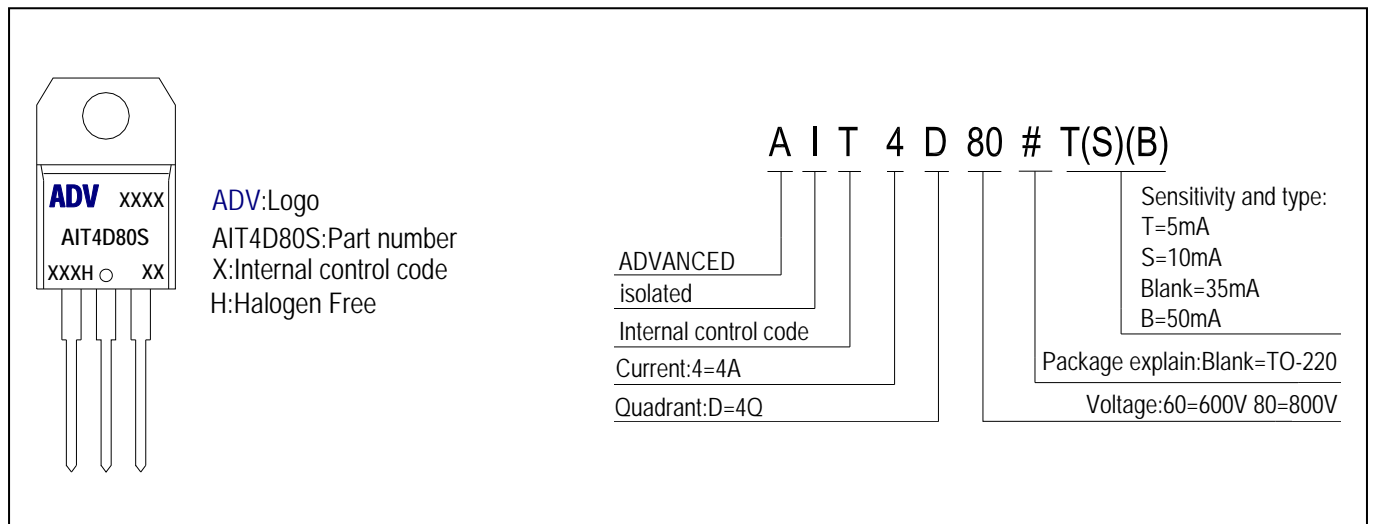 ADV XXXX
AIT4D80S
XXXH XX
ADV:Logo
AIT4D80S:Part number
X:Internal control code
H:Halogen Free
A I T 4 D 80 # T(S)(B)
ADVANCED
isolated
Internal control code
Current:4=4A
Quadrant:D=4Q
Sensitivity and type:
T=5mA
S=10mA
Blank=35mA
B=50mA
Package explain:Blank=TO-220
Voltage:60=600V 80=800V